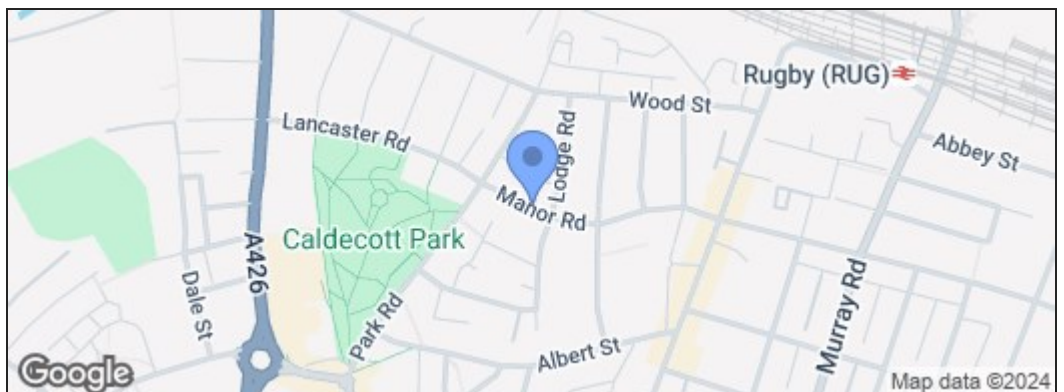 Rugby (RUG)
Wood St
Lancaster Rd
Lodge Rd
Abbey St
Manor Rd
Caldecott Park
A426
Dale St
Park Rd
Murray Rd
Albert St
Google
Map data ©2024